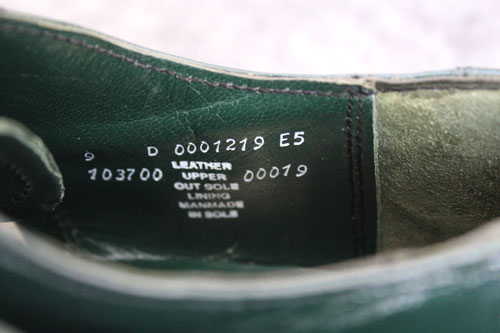 9 D 0001219 E5
LEATHER
103700 UPPER 00019
OUT SOLE
LINING
MANMADE
IN SOLE